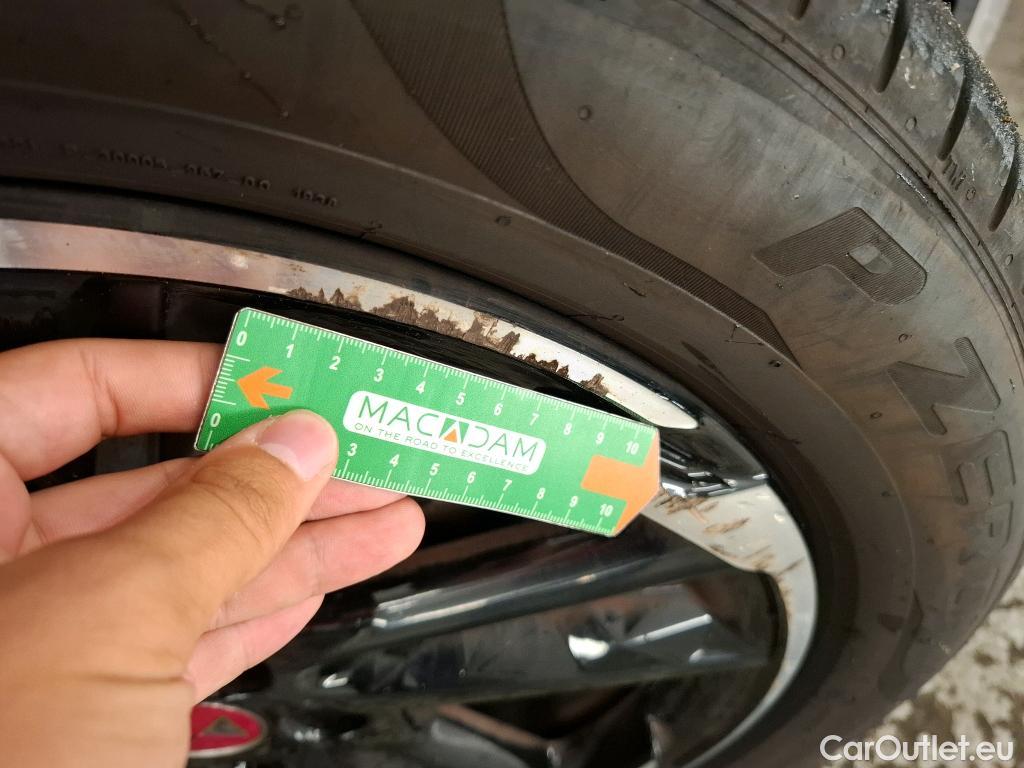 P ZERO
0 1 2 3 4 5 6 7 8 9 10
MACADAM
ON THE ROAD TO EXCELLENCE
0 3 4 5 6 7 8 9 10
CarOutlet.eu